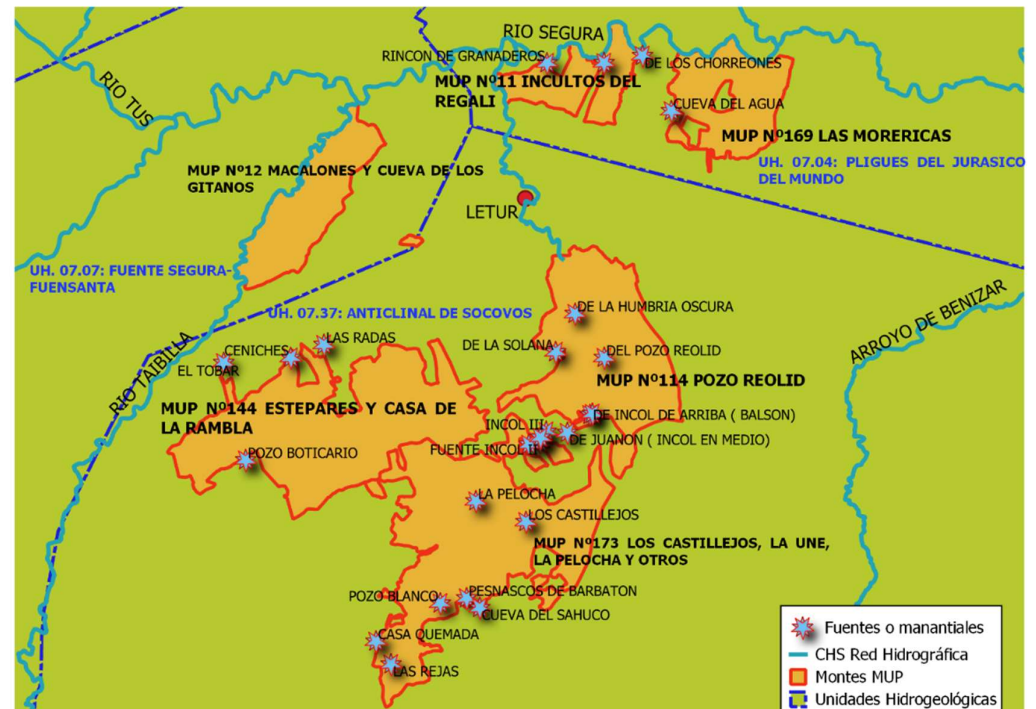 RIO SEGURA
RINCON DE GRANADEROS
DE LOS CHORREONES
RIO TUS
MUP Nº11 INCULTOS DEL
REGALI
CUEVA DEL AGUA
MUP Nº169 LAS MORERICAS
UH. 07.04: PLIGUES DEL JURASICO
DEL MUNDO
MUP Nº12 MACALONES Y CUEVA DE LOS
GITANOS
LETUR
UH. 07.07: FUENTE SEGURA-
FUENSANTA
UH. 07.37: ANTICLINAL DE SOCOVOS
DE LA HUMBRIA OSCURA
ARROYO DE BENIZAR
RIO TAIBILLA
LAS RADAS
CENICHES
EL TOBAR
DE LA SOLANA
DEL POZO REOLID
MUP Nº114 POZO REOLID
MUP Nº144 ESTEPARES Y CASA DE
LA RAMBLA
DE INCOL DE ARRIBA ( BALSON)
INCOL III
DE JUANON ( INCOL EN MEDIO)
FUENTE INCOL II
POZO BOTICARIO
LA PELOCHA
LOS CASTILLEJOS
MUP Nº173 LOS CASTILLEJOS, LA UNE,
LA PELOCHA Y OTROS
POZO BLANCO
PESNASCOS DE BARBATON
CUEVA DEL SAHUCO
CASA QUEMADA
LAS REJAS
Fuentes o manantiales
CHS Red Hidrográfica
Montes MUP
Unidades Hidrogeológicas